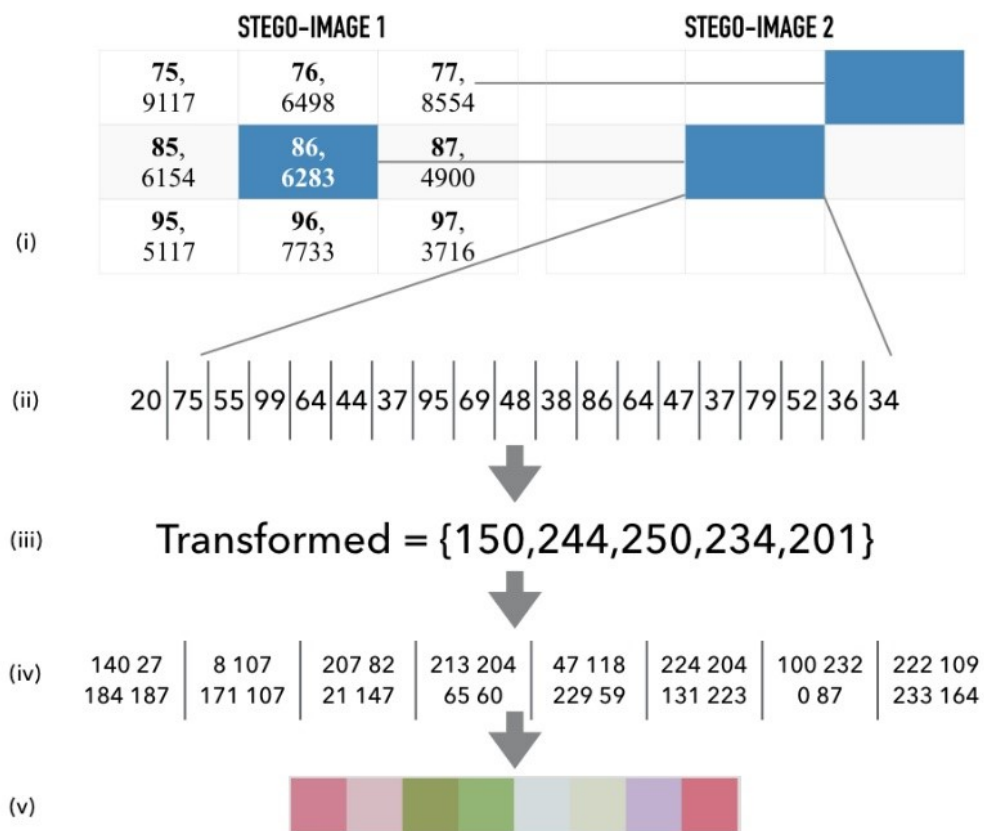 STEGO-IMAGE 1
STEGO-IMAGE 2
75, 76, 77,
9117 6498 8554
85, 86, 87,
6154 6283 4900
95, 96, 97,
5117 7733 3716
(i)
(ii) 20 75 55 99 64 44 37 95 69 48 38 86 64 47 37 79 52 36 34
(iii) Transformed = {150,244,250,234,201}
(iv)
140 27 8 107 207 82 213 204 47 118 224 204 100 232 222 109
184 187 171 107 21 147 65 60 229 59 131 223 0 87 233 164
(v)